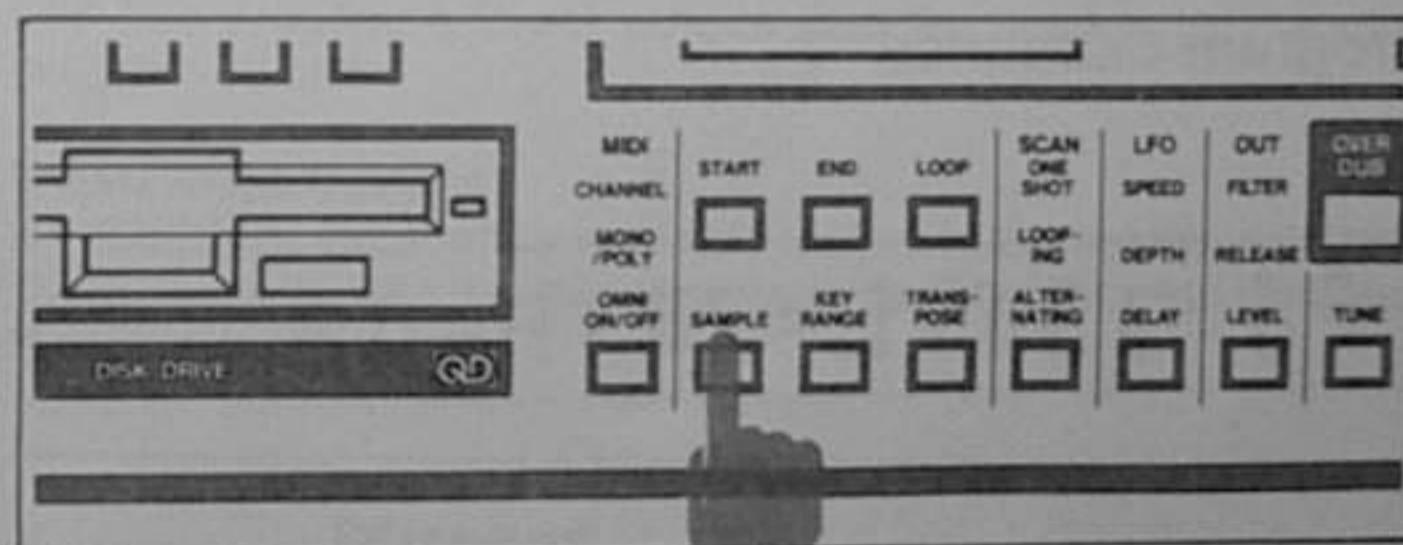 MIDI
CHANNEL
MONO
/POLY
OMNI
ON/OFF
START
END
LOOP
SAMPLE
KEY
RANGE
TRANS-
POSE
SCAN
ONE
SHOT
LOOP-
ING
ALTER-
NATING
LFO
SPEED
DEPTH
DELAY
OUT
FILTER
RELEASE
LEVEL
OVER
DUB
TUNE
DISK DRIVE
QD